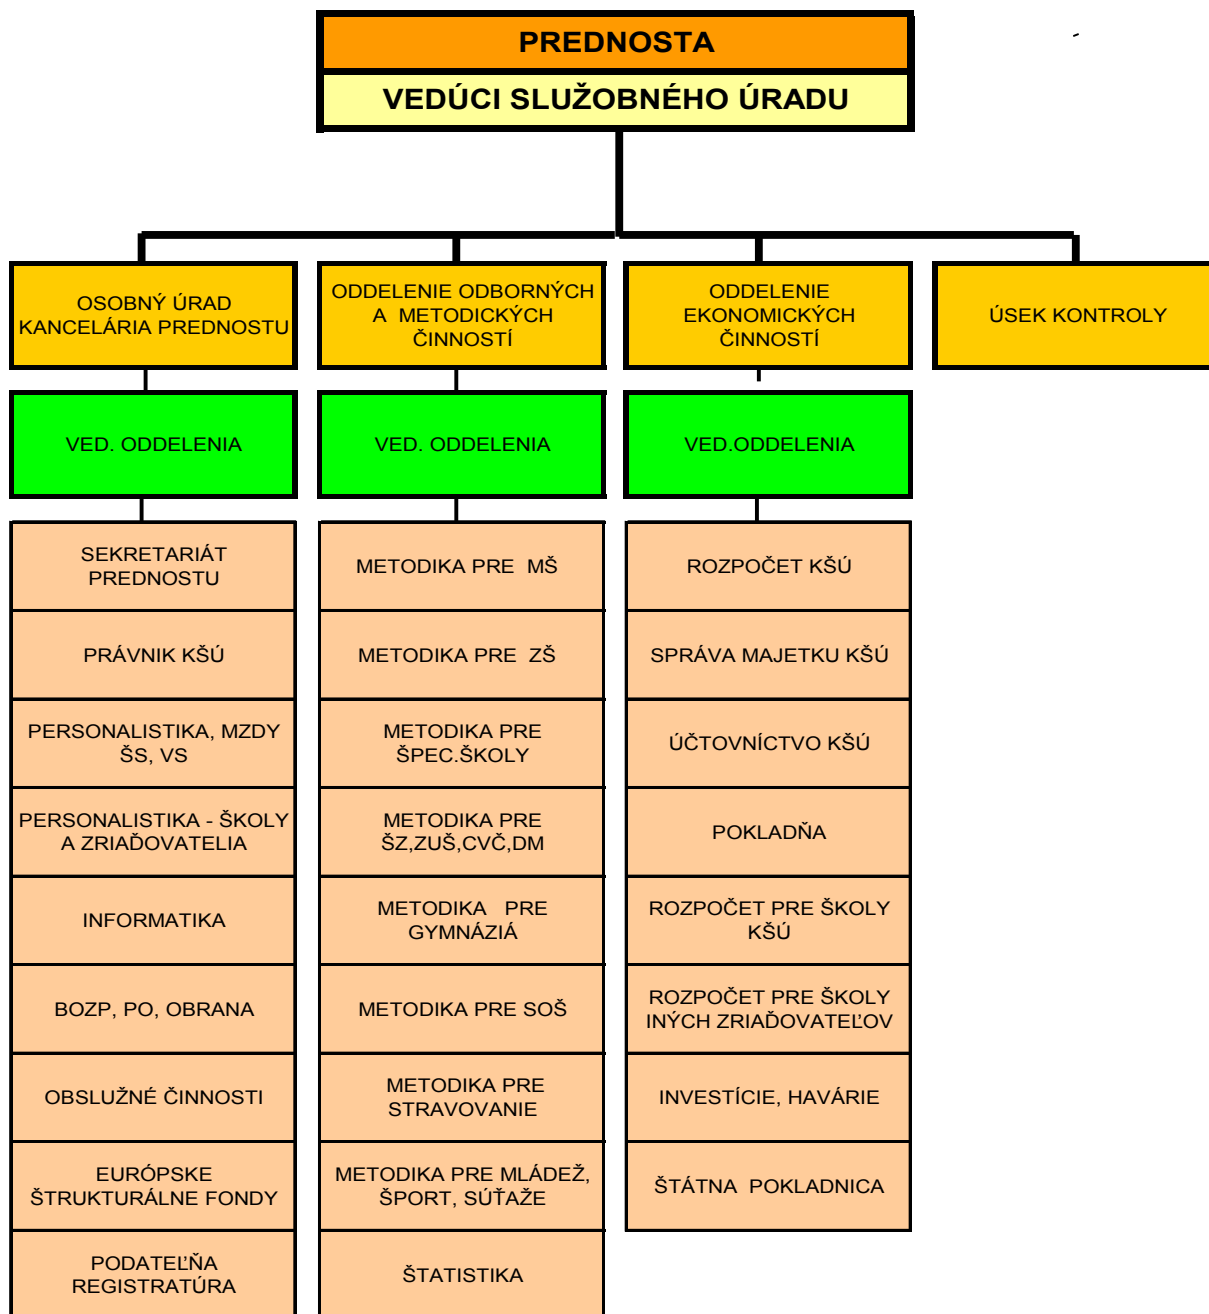 PREDNOSTA
VEDÚCI SLUŽOBNÉHO ÚRADU
OSOBNÝ ÚRAD
KANCELÁRIA PREDNOSTU
ODDELENIE ODBORNÝCH
A METODICKÝCH
ČINNOSTÍ
ODDELENIE
EKONOMICKÝCH
ČINNOSTÍ
ÚSEK KONTROLY
VED. ODDELENIA
VED. ODDELENIA
VED.ODDELENIA
SEKRETARIÁT
PREDNOSTU
PRÁVNIK KŠÚ
PERSONALISTIKA, MZDY
ŠS, VS
PERSONALISTIKA - ŠKOLY
A ZRIAĎOVATELIA
INFORMATIKA
BOZP, PO, OBRANA
OBSLUŽNÉ ČINNOSTI
EURÓPSKE
ŠTRUKTURÁLNE FONDY
PODATEĽŇA
REGISTRATÚRA
METODIKA PRE MŠ
METODIKA PRE ZŠ
METODIKA PRE
ŠPEC.ŠKOLY
METODIKA PRE
ŠZ,ZUŠ,CVČ,DM
METODIKA PRE
GYMNÁZIÁ
METODIKA PRE SOŠ
METODIKA PRE
STRAVOVANIE
METODIKA PRE MLÁDEŽ,
ŠPORT, SÚŤAŽE
ŠTATISTIKA
ROZPOČET KŠÚ
SPRÁVA MAJETKU KŠÚ
ÚČTOVNÍCTVO KŠÚ
POKLADŇA
ROZPOČET PRE ŠKOLY
KŠÚ
ROZPOČET PRE ŠKOLY
INÝCH ZRIAĎOVATEĽOV
INVESTÍCIE, HAVÁRIE
ŠTÁTNA POKLADNICA